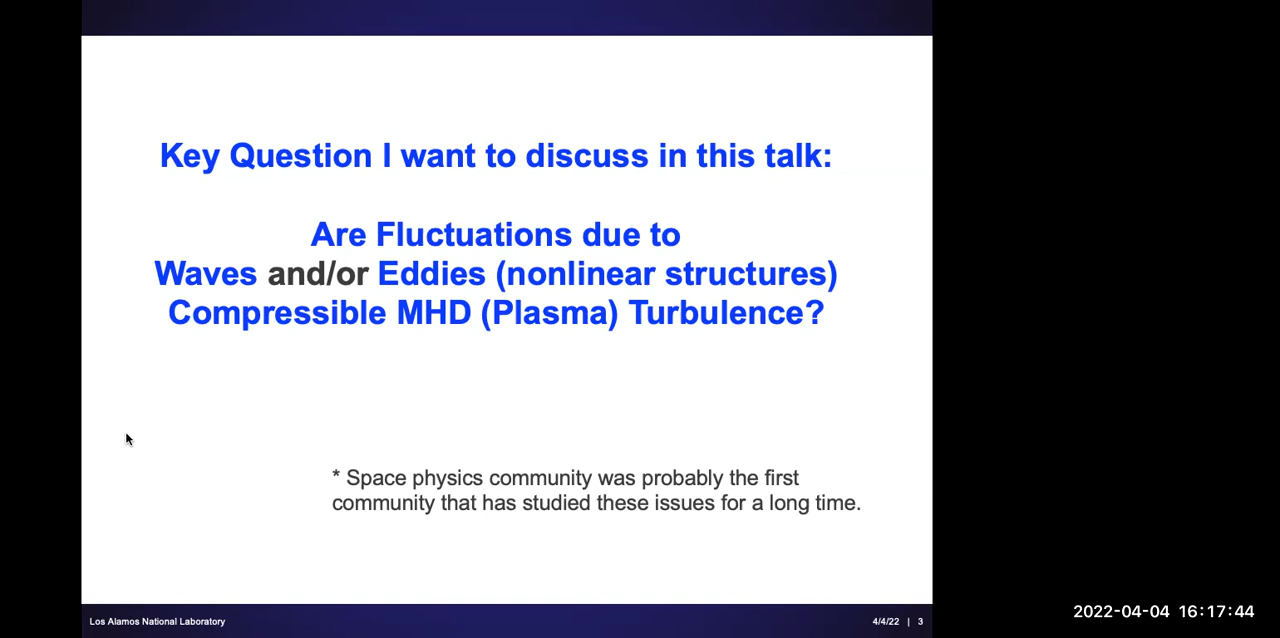 Key Question I want to discuss in this talk:
Are Fluctuations due to
Waves and/or Eddies (nonlinear structures)
Compressible MHD (Plasma) Turbulence?
* Space physics community was probably the first
community that has studied these issues for a long time.
Los Alamos National Laboratory
4/4/22 | 3
2022-04-04 16:17:44